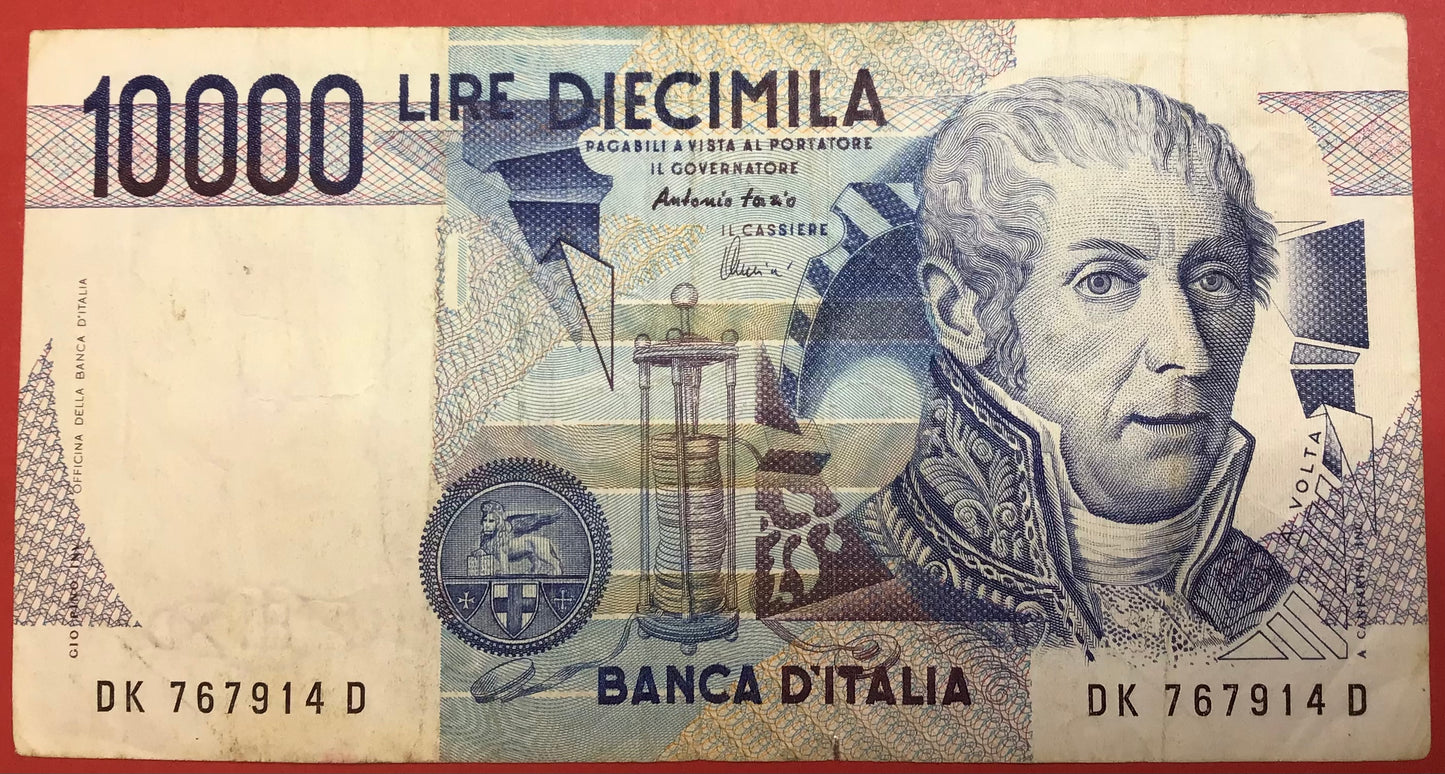 10000 LIRE DIECIMILA
PAGABILI A VISTA AL PORTATORE
IL GOVERNATORE
Antonio Fazio
IL CASSIERE
OFFICINA DELLA BANCA D'ITALIA
A. VOLTA
BANCA D'ITALIA
DK 767914 D
DK 767914 D